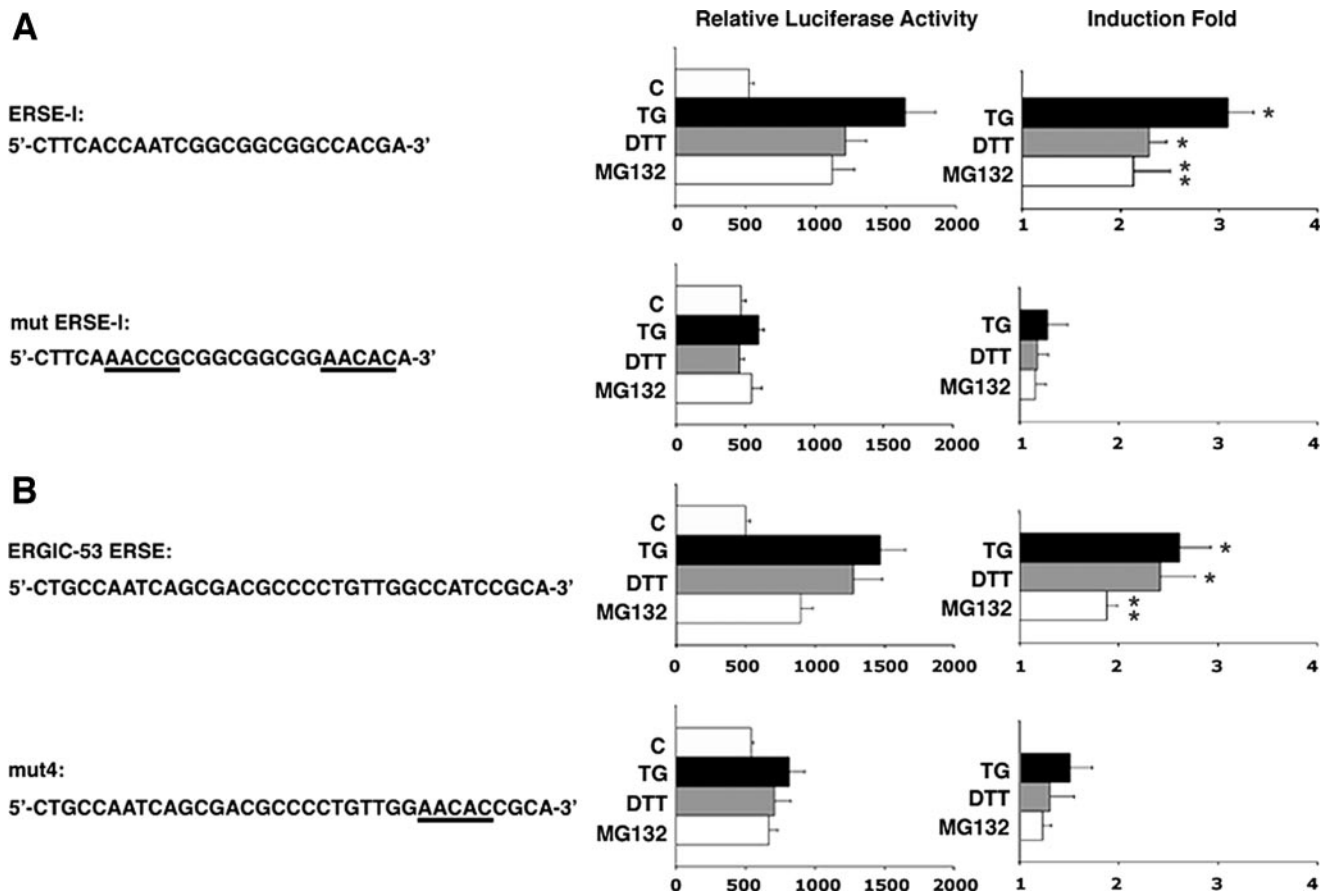 A
Relative Luciferase Activity
Induction Fold
ERSE-I:
5'-CTTCACCAATCGGCGGCGGCCACGA-3'
C
TG
DTT
MG132
0 500 1000 1500 2000
TG *
DTT *
MG132 * *
1 2 3 4
mut ERSE-I:
5'-CTTCAAACCGCGGCGGCGGAACACA-3'
C
TG
DTT
MG132
0 500 1000 1500 2000
TG
DTT
MG132
1 2 3 4
B
ERGIC-53 ERSE:
5'-CTGCCAATCAGCGACGCCCCTGTTGGCCATCCGCA-3'
C
TG
DTT
MG132
0 500 1000 1500 2000
TG *
DTT *
MG132 * *
1 2 3 4
mut4:
5'-CTGCCAATCAGCGACGCCCCTGTTGGAACACCGCA-3'
C
TG
DTT
MG132
0 500 1000 1500 2000
TG
DTT
MG132
1 2 3 4